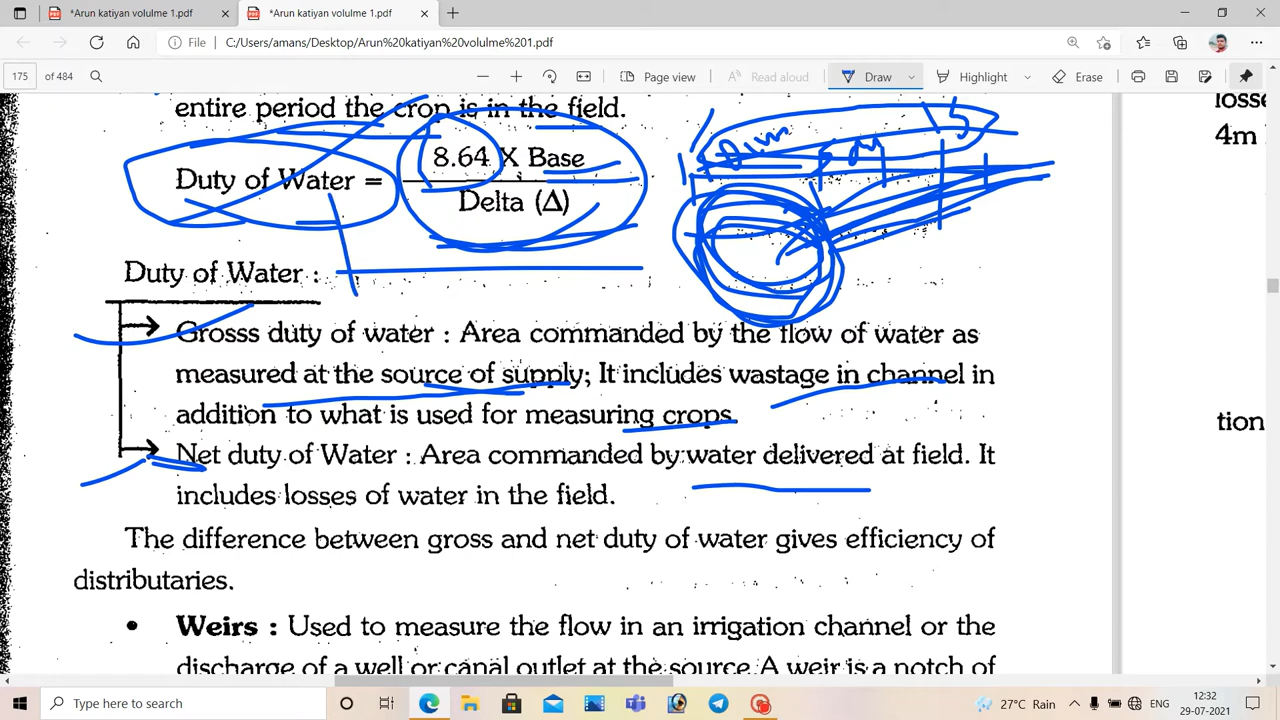 *Arun katiyan volulme 1.pdf
*Arun katiyan volulme 1.pdf
File
C:/Users/amans/Desktop/Arun%20katiyan%20volulme%201.pdf
175 of 484
Page view
Read aloud
Draw
Highlight
Erase
entire period the crop is in the field.
Duty of Water = 8.64 X Base
Delta (Δ)
15
Duty of Water :
Grosss duty of water : Area commanded by the flow of water as
measured at the source of supply; It includes wastage in channel in
addition to what is used for measuring crops.
Net duty of Water : Area commanded by water delivered at field. It
includes losses of water in the field.
The difference between gross and net duty of water gives efficiency of
distributaries.
• Weirs : Used to measure the flow in an irrigation channel or the
discharge of a well or canal outlet at the source. A weir is a notch of
losse
4m
tion
Type here to search
27°C Rain
ENG
12:32
29-07-2021